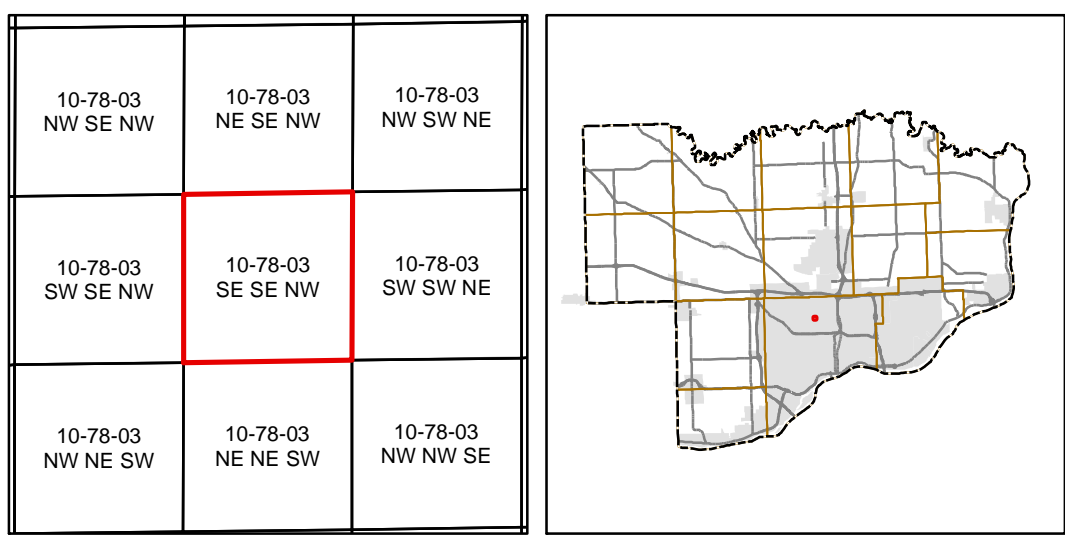 10-78-03
NW SE NW
10-78-03
NE SE NW
10-78-03
NW SW NE
10-78-03
SW SE NW
10-78-03
SE SE NW
10-78-03
SW SW NE
10-78-03
NW NE SW
10-78-03
NE NE SW
10-78-03
NW NW SE